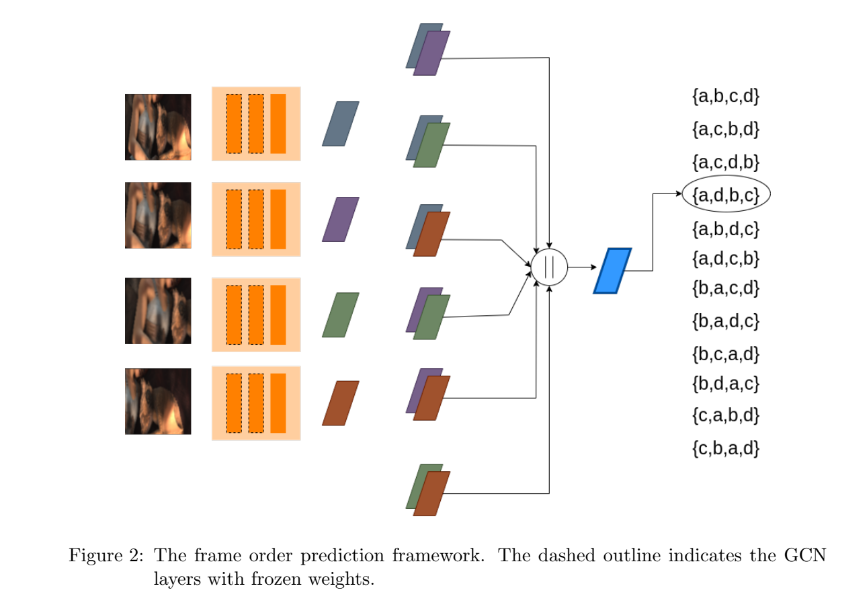 {a,b,c,d}
{a,c,b,d}
{a,c,d,b}
{a,d,b,c}
{a,b,d,c}
{a,d,c,b}
{b,a,c,d}
{b,a,d,c}
{b,c,a,d}
{b,d,a,c}
{c,a,b,d}
{c,b,a,d}
||
Figure 2: The frame order prediction framework. The dashed outline indicates the GCN
layers with frozen weights.